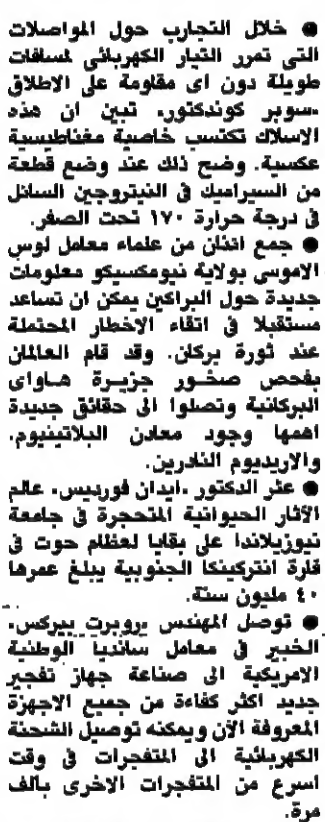 ● خلال التجارب حول المواصلات
التى تمرر التيار الكهربائى لمسافات
طويلة دون اى مقاومة على الاطلاق
«سوبر كوندكتور» تبين ان هذه
الاسلاك تكتسب خاصية مغناطيسية
عكسية. وضح ذلك عند وضع قطعة
من السيراميك فى النيتروجين السائل
فى درجة حرارة ١٧٠ تحت الصفر.
● جمع اثنان من علماء معامل لوس
الاموس بولاية نيومكسيكو معلومات
جديدة حول البراكين يمكن ان تساعد
مستقبلا فى اتقاء الاخطار المحتملة
عند ثورة بركان. وقد قام العالمان
بفحص صخور جزيرة هاواى
البركانية وتصلوا الى حقائق جديدة
اهمها وجود معادن البلاتينيوم.
والاريديوم النادرين.
● عثر الدكتور «ايدان فورديس» عالم
الآثار الحيوانية المتحجرة فى جامعة
نيوزيلاندا على بقايا لعظام حوت فى
قارة انتركتيكا الجنوبية يبلغ عمرها
٤٠ مليون سنة.
● توصل المهندس «روبرت بيركس»
الخبير فى معامل سانديا الوطنية
الامريكية الى صناعة جهاز تفجير
جديد اكثر كفاءة من جميع الاجهزة
المعروفة الآن ويمكنه توصيل الشحنة
الكهربائية الى المتفجرات فى وقت
اسرع من المتفجرات الاخرى بألف
مرة.